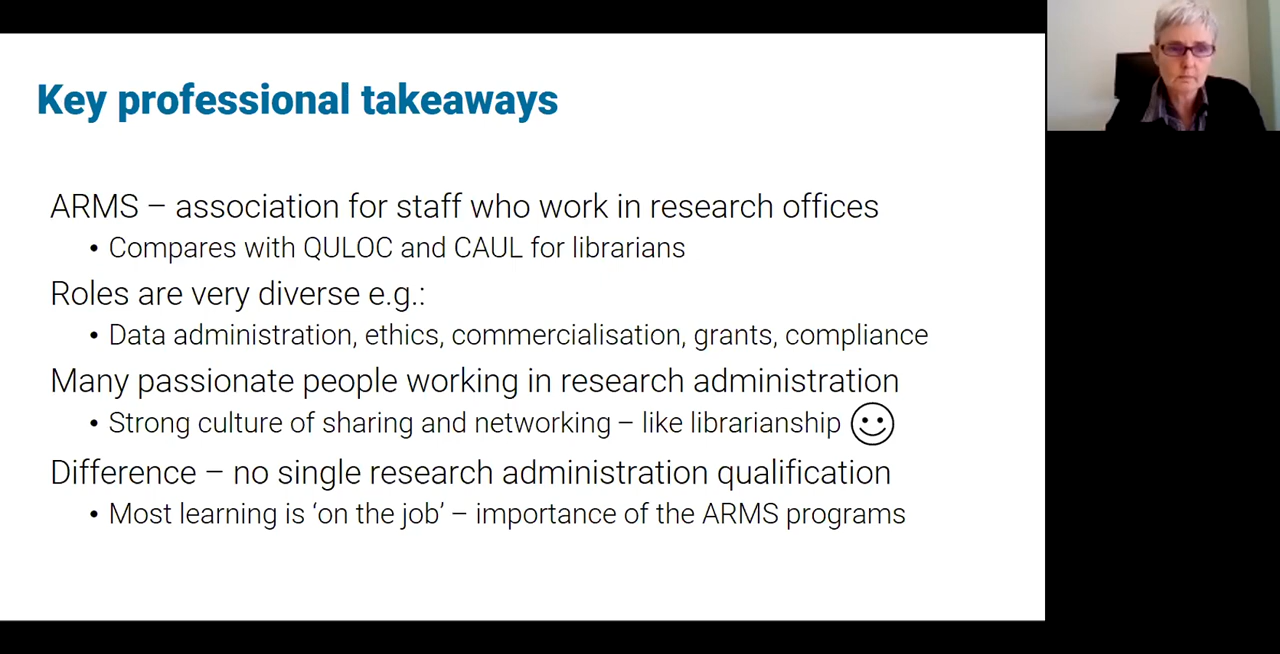 Key professional takeaways
ARMS – association for staff who work in research offices
• Compares with QULOC and CAUL for librarians
Roles are very diverse e.g.:
• Data administration, ethics, commercialisation, grants, compliance
Many passionate people working in research administration
• Strong culture of sharing and networking – like librarianship
Difference – no single research administration qualification
• Most learning is ‘on the job’ – importance of the ARMS programs